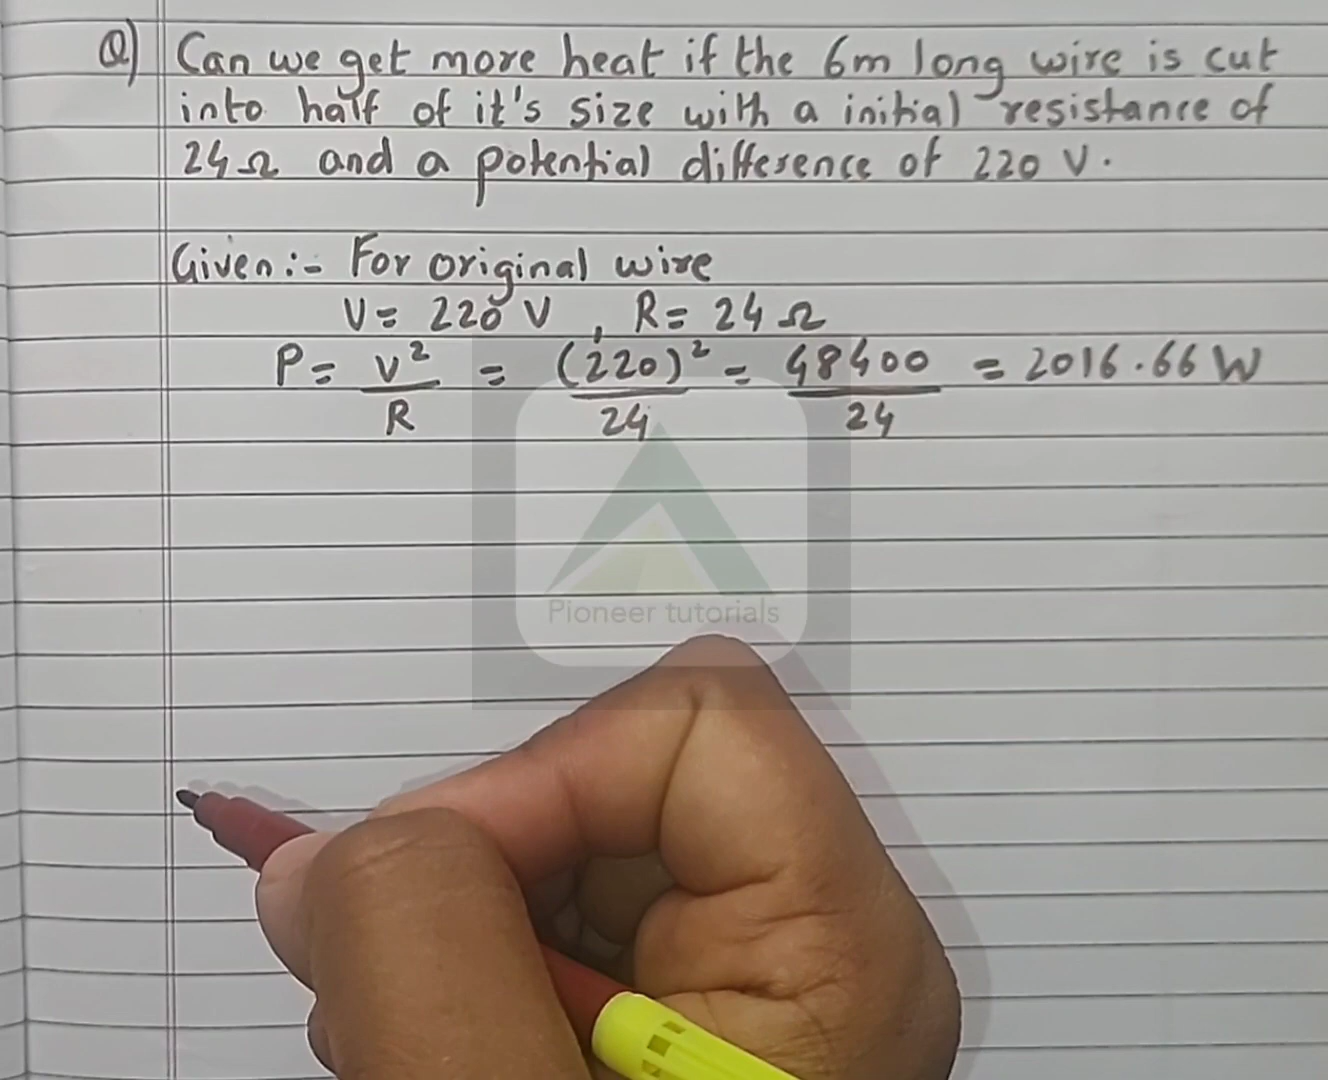 Q) Can we get more heat if the 6m long wire is cut
into half of it's size with a initial resistance of
24Ω and a potential difference of 220 V.
Given:- For original wire
V= 220 V , R= 24 Ω
P= V² / R = (220)² / 24 = 48400 / 24 = 2016.66 W
Pioneer tutorials